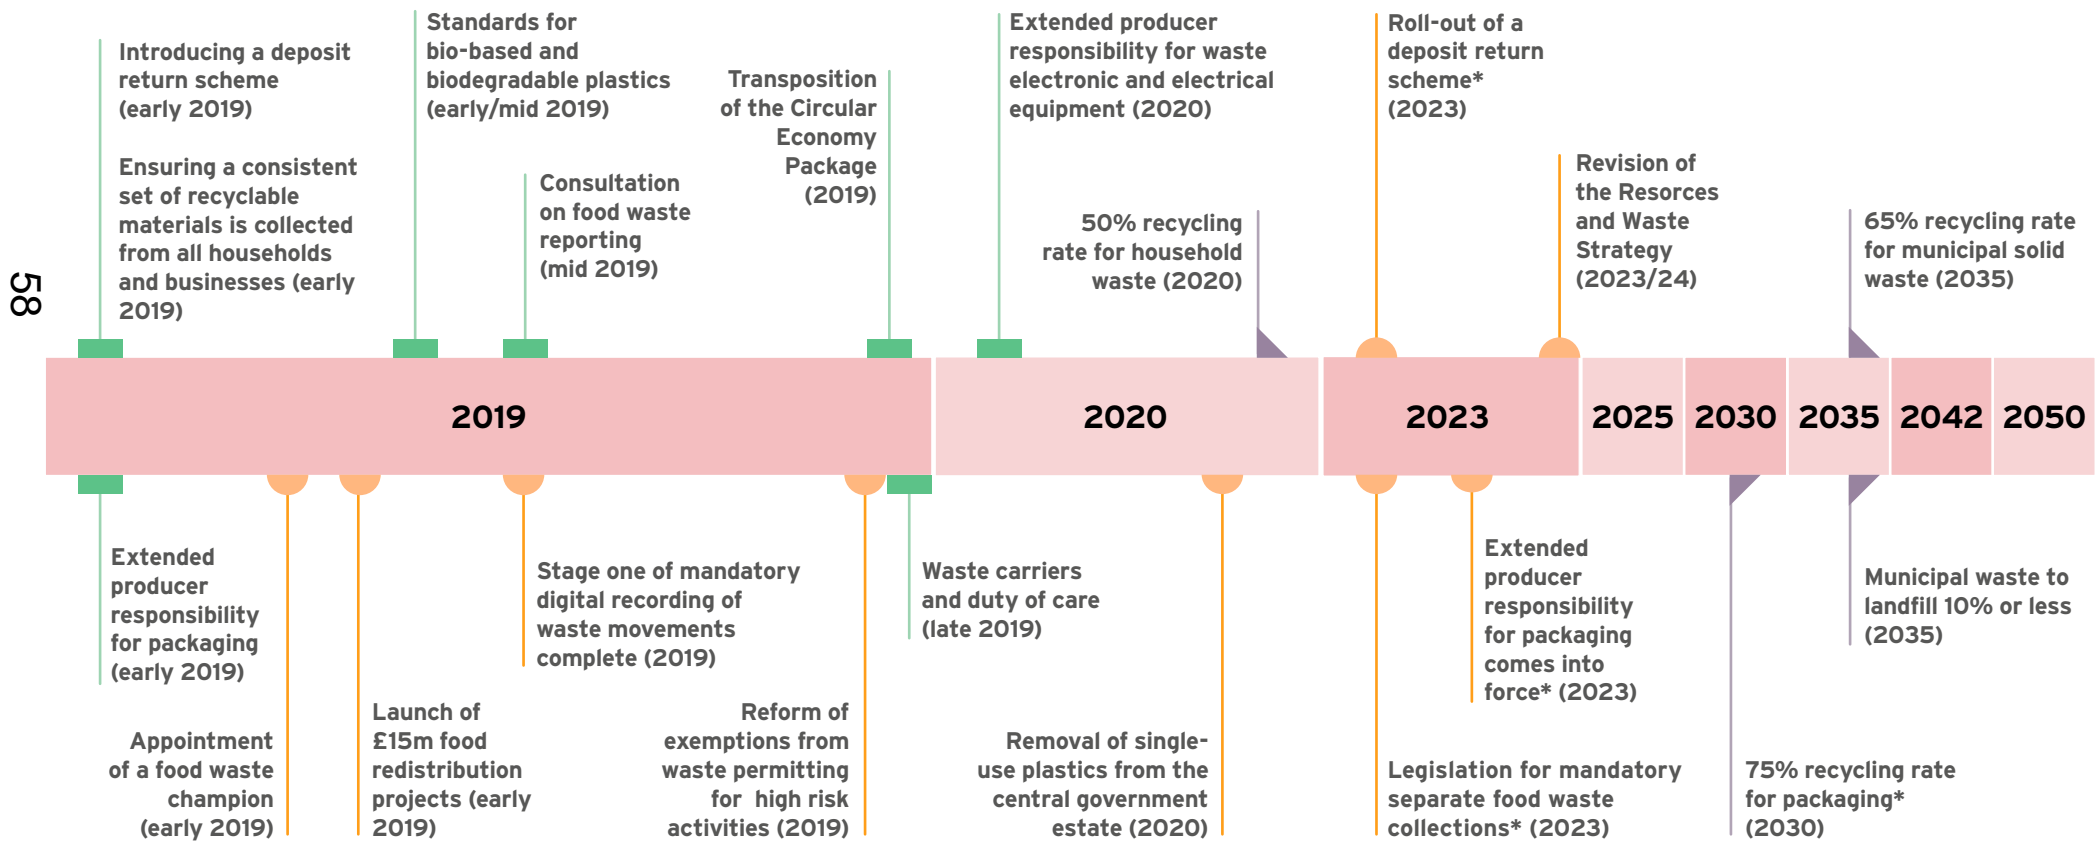 Introducing a deposit
return scheme
(early 2019)
Ensuring a consistent
set of recyclable
materials is collected
from all households
and businesses (early
2019)
Standards for
bio-based and
biodegradable plastics
(early/mid 2019)
Consultation
on food waste
reporting
(mid 2019)
Transposition
of the Circular
Economy
Package
(2019)
Extended producer
responsibility for waste
electronic and electrical
equipment (2020)
50% recycling
rate for household
waste (2020)
Roll-out of a
deposit return
scheme*
(2023)
Revision of
the Resorces
and Waste
Strategy
(2023/24)
65% recycling rate
for municipal solid
waste (2035)
58
2019
2020
2023
2025
2030
2035
2042
2050
Extended
producer
responsibility
for packaging
(early 2019)
Appointment
of a food waste
champion
(early 2019)
Launch of
£15m food
redistribution
projects (early
2019)
Stage one of mandatory
digital recording of
waste movements
complete (2019)
Reform of
exemptions from
waste permitting
for high risk
activities (2019)
Waste carriers
and duty of care
(late 2019)
Removal of single-
use plastics from the
central government
estate (2020)
Legislation for mandatory
separate food waste
collections* (2023)
Extended
producer
responsibility
for packaging
comes into
force* (2023)
75% recycling rate
for packaging*
(2030)
Municipal waste to
landfill 10% or less
(2035)